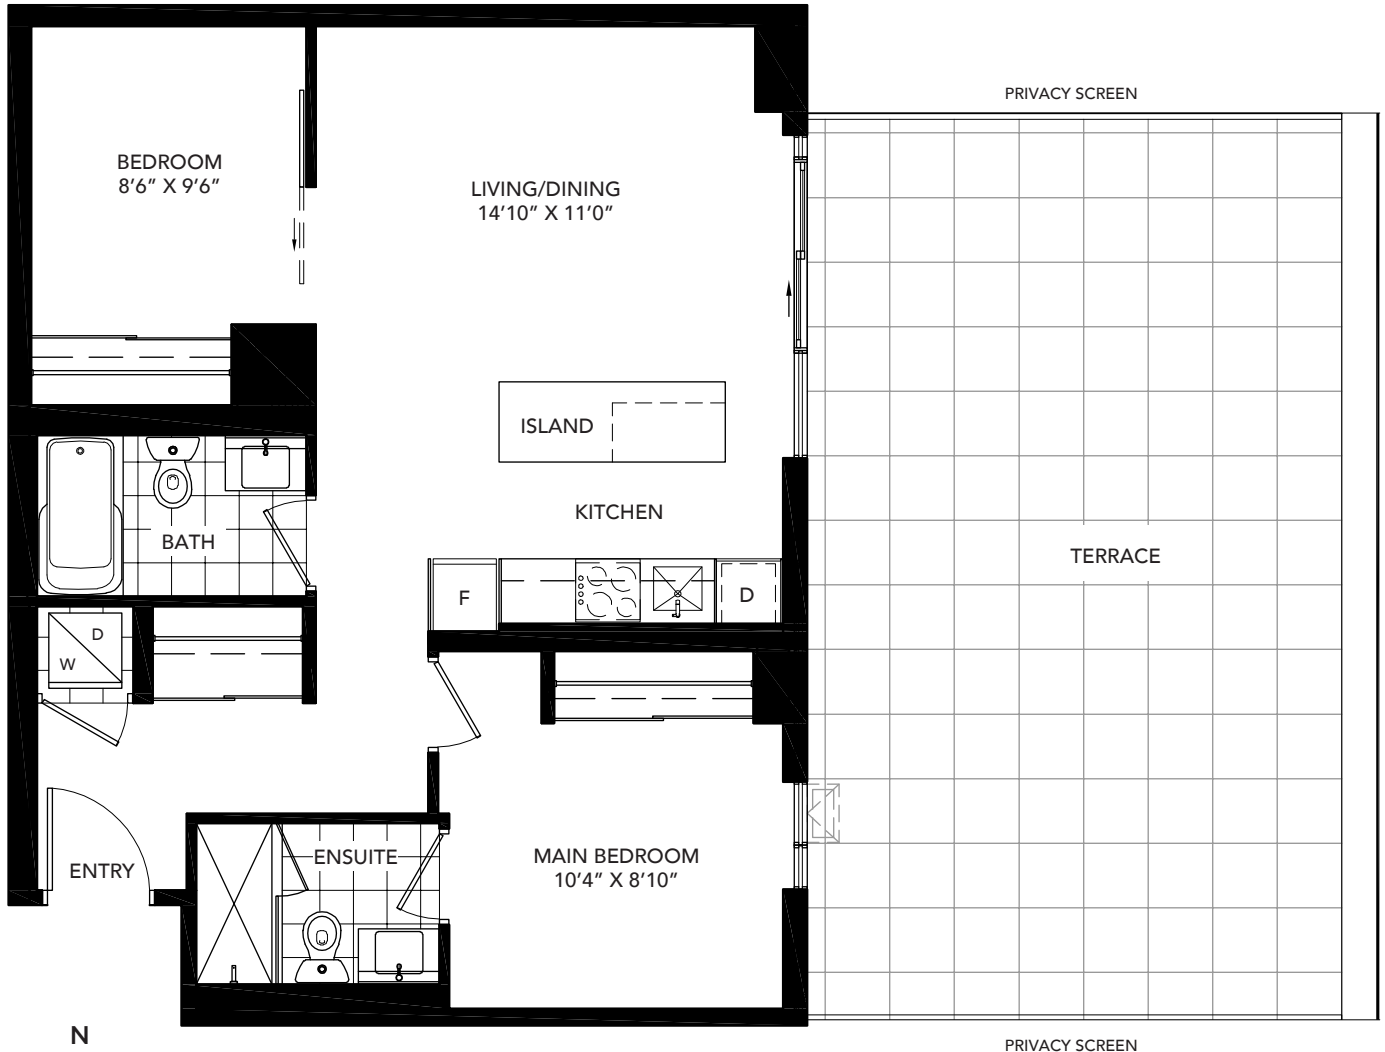 PRIVACY SCREEN
BEDROOM
8’6” X 9’6”
LIVING/DINING
14’10” X 11’0”
ISLAND
KITCHEN
BATH
TERRACE
F
D
D
W
ENTRY
ENSUITE
MAIN BEDROOM
10’4” X 8’10”
N
PRIVACY SCREEN